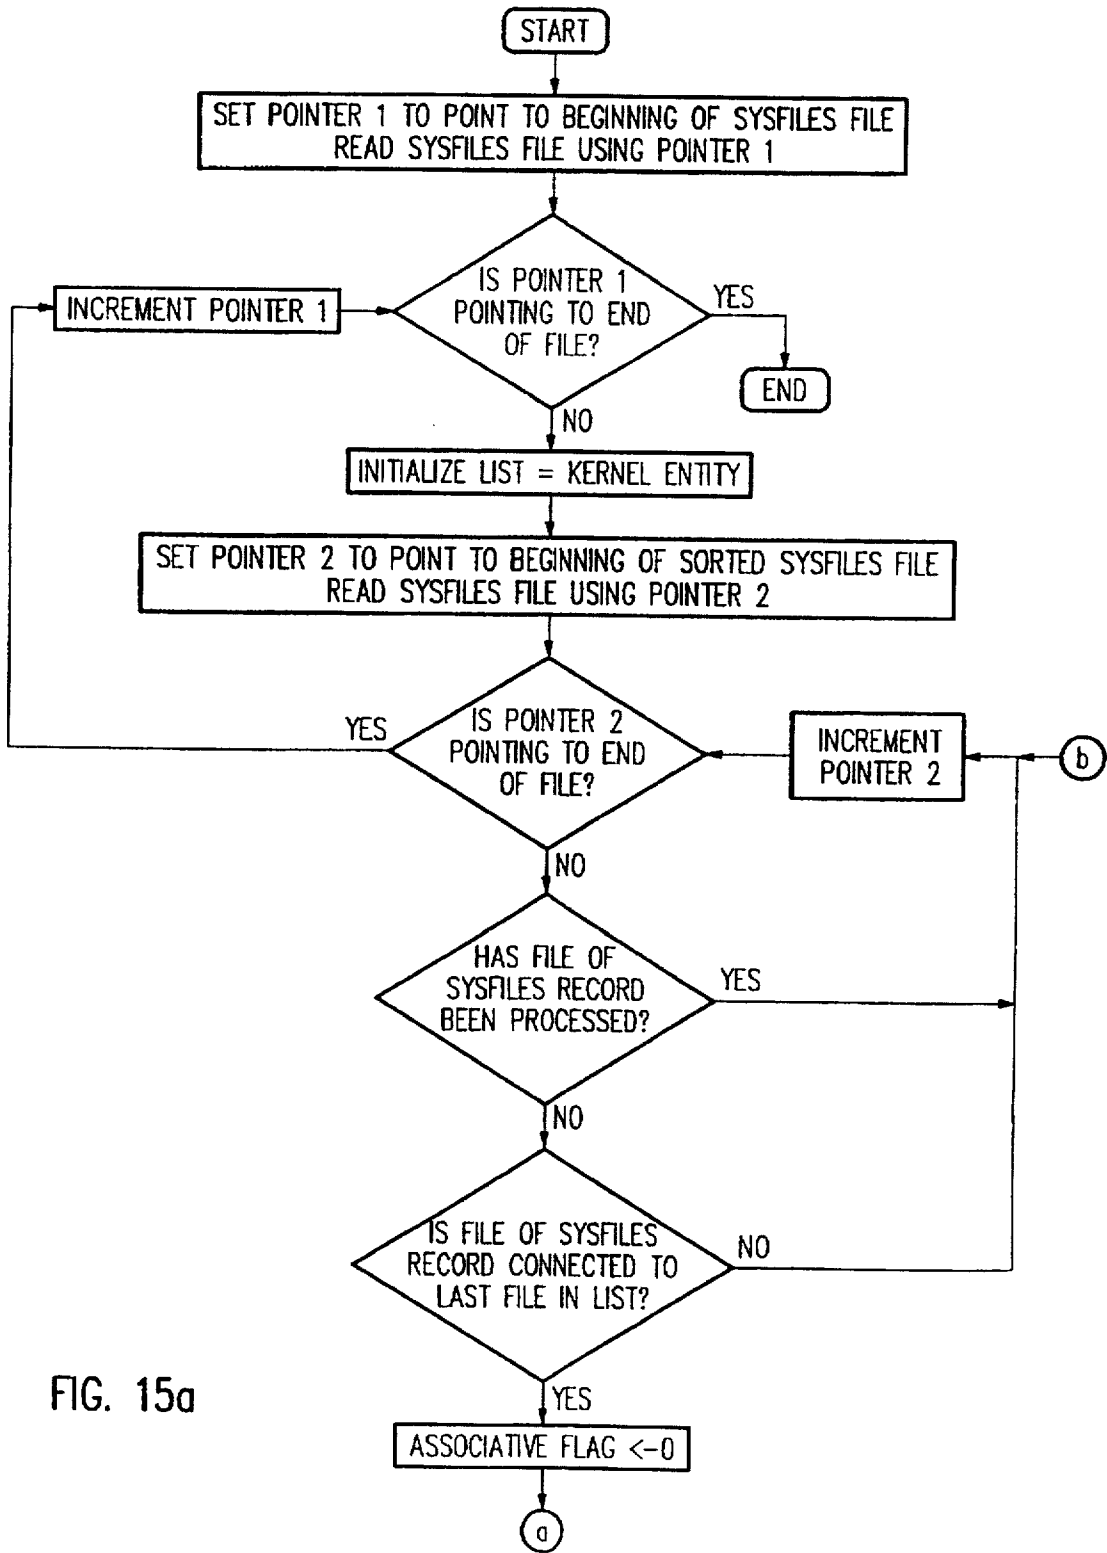 START
SET POINTER 1 TO POINT TO BEGINNING OF SYSFILES FILE
READ SYSFILES FILE USING POINTER 1
INCREMENT POINTER 1
IS POINTER 1
POINTING TO END
OF FILE?
YES
END
NO
INITIALIZE LIST = KERNEL ENTITY
SET POINTER 2 TO POINT TO BEGINNING OF SORTED SYSFILES FILE
READ SYSFILES FILE USING POINTER 2
YES
IS POINTER 2
POINTING TO END
OF FILE?
INCREMENT
POINTER 2
b
NO
HAS FILE OF
SYSFILES RECORD
BEEN PROCESSED?
YES
NO
IS FILE OF SYSFILES
RECORD CONNECTED TO
LAST FILE IN LIST?
NO
YES
FIG. 15a
ASSOCIATIVE FLAG <-0
a